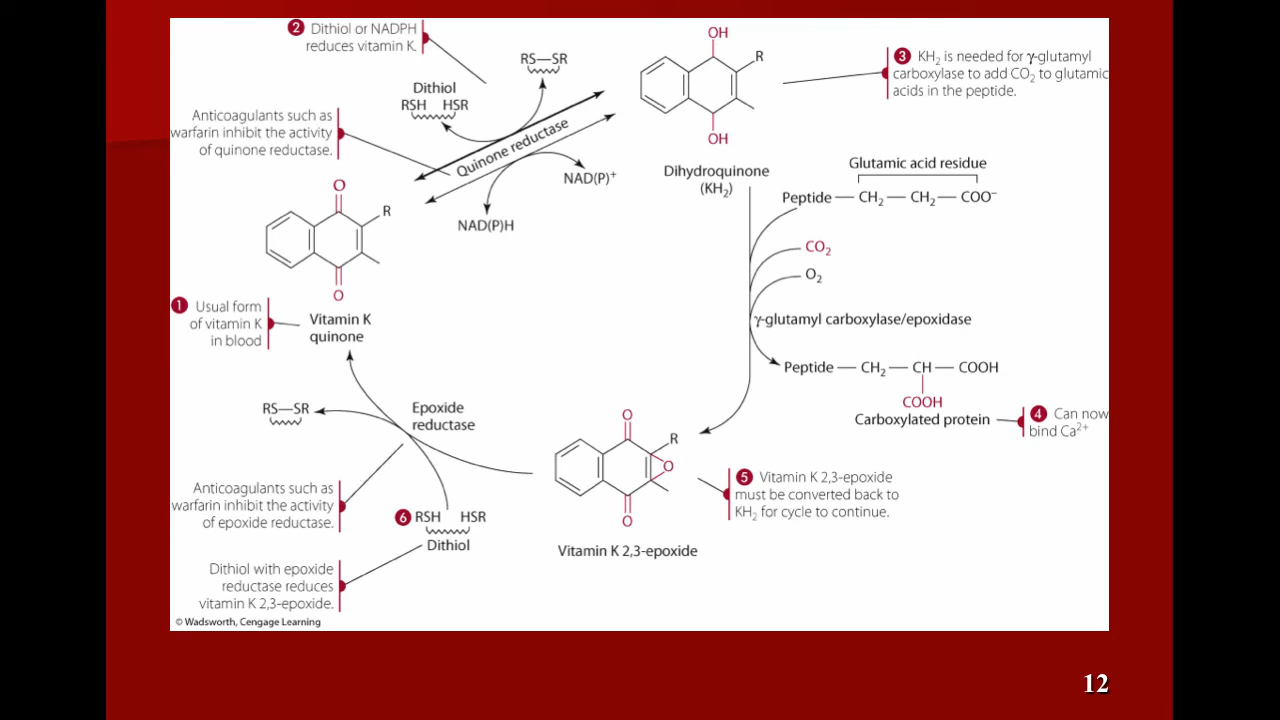 2 Dithiol or NADPH
reduces vitamin K.
RS—SR
Dithiol
RSH HSR
Quinone reductase
NAD(P)⁺
NAD(P)H
Anticoagulants such as
warfarin inhibit the activity
of quinone reductase.
OH
R
OH
Dihydroquinone
(KH₂)
3 KH₂ is needed for γ-glutamyl
carboxylase to add CO₂ to glutamic
acids in the peptide.
Glutamic acid residue
Peptide — CH₂ — CH₂ — COO⁻
CO₂
O₂
γ-glutamyl carboxylase/epoxidase
Peptide — CH₂ — CH — COOH
COOH
Carboxylated protein
4 Can now
bind Ca²⁺
O
R
O
1 Usual form
of vitamin K
in blood
Vitamin K
quinone
RS—SR
Epoxide
reductase
O
R
O
O
Vitamin K 2,3-epoxide
5 Vitamin K 2,3-epoxide
must be converted back to
KH₂ for cycle to continue.
Anticoagulants such as
warfarin inhibit the activity
of epoxide reductase.
6 RSH HSR
Dithiol
Dithiol with epoxide
reductase reduces
vitamin K 2,3-epoxide.
© Wadsworth, Cengage Learning
12